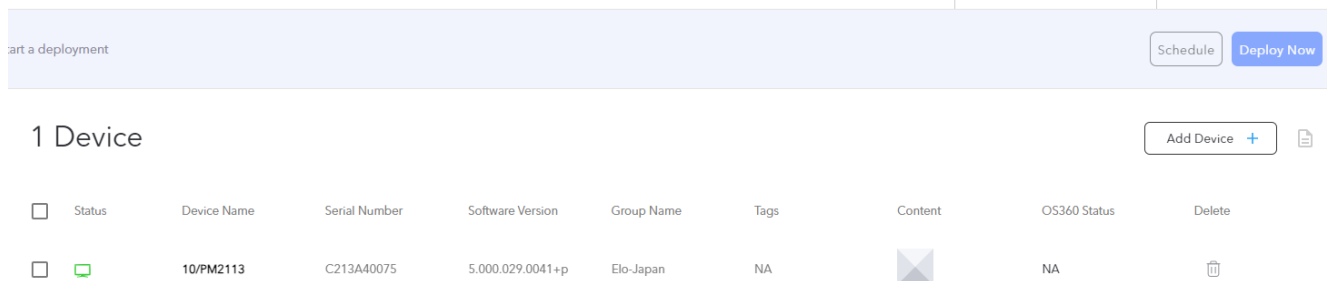 art a deployment
Schedule
Deploy Now
1 Device
Add Device +
Status Device Name Serial Number Software Version Group Name Tags Content OS360 Status Delete
10/PM2113 C213A40075 5.000.029.0041+p Elo-Japan NA NA